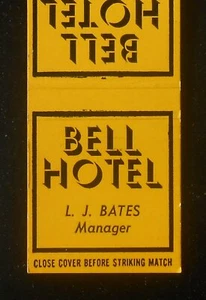 BELL
HOTEL
BELL
HOTEL
L. J. BATES
Manager
CLOSE COVER BEFORE STRIKING MATCH